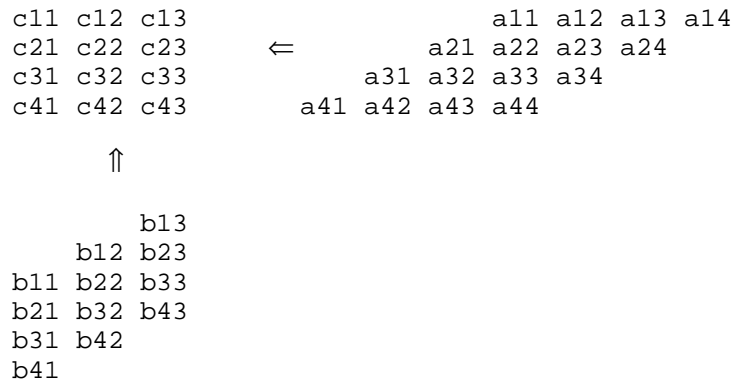 c11 c12 c13 a11 a12 a13 a14
c21 c22 c23 ⇐ a21 a22 a23 a24
c31 c32 c33 a31 a32 a33 a34
c41 c42 c43 a41 a42 a43 a44
⇑
b13
b12 b23
b11 b22 b33
b21 b32 b43
b31 b42
b41